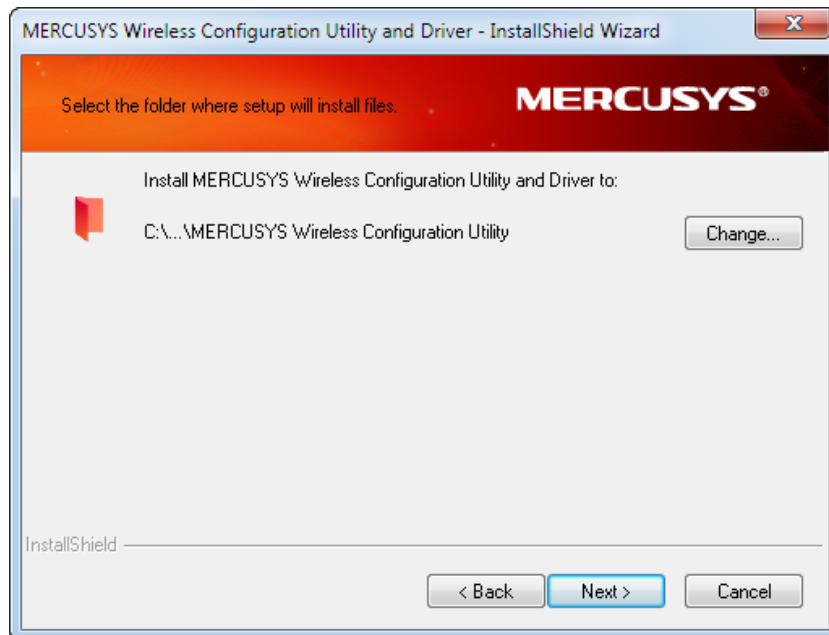 MERCUSYS Wireless Configuration Utility and Driver - InstallShield Wizard
Select the folder where setup will install files.
MERCUSYS®
Install MERCUSYS Wireless Configuration Utility and Driver to:
C:\...\MERCUSYS Wireless Configuration Utility
Change...
InstallShield
< Back
Next >
Cancel